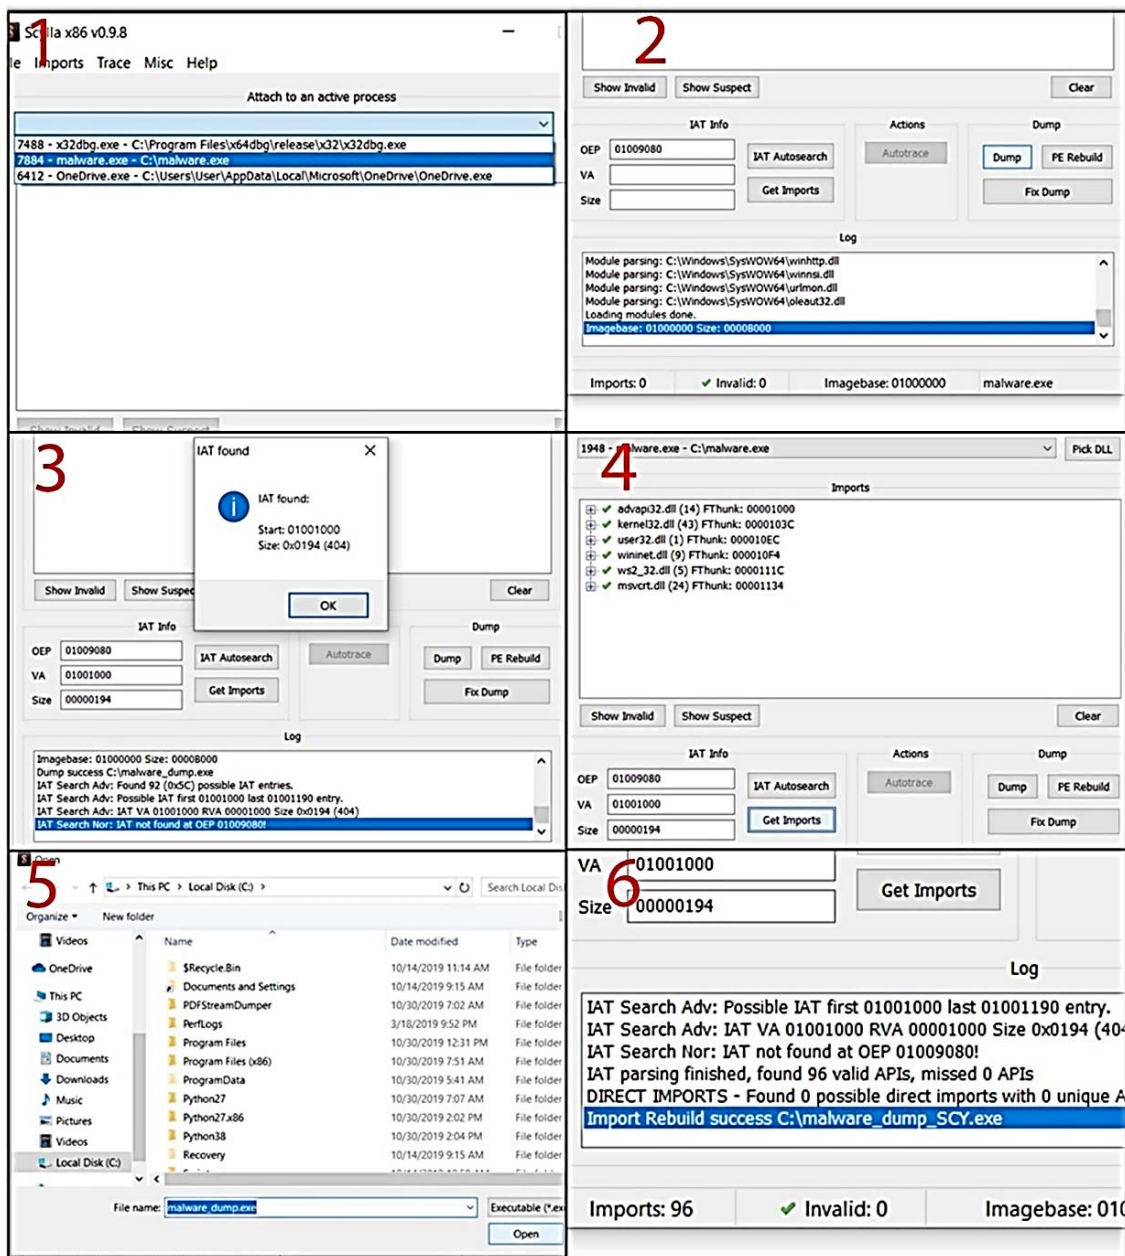 1
Scylla x86 v0.9.8
Imports Trace Misc Help
Attach to an active process
7488 - x32dbg.exe - C:\Program Files\x64dbg\release\x32\x32dbg.exe
7884 - malware.exe - C:\malware.exe
6412 - OneDrive.exe - C:\Users\User\AppData\Local\Microsoft\OneDrive\OneDrive.exe
Show Invalid Show Suspect
2
Show Invalid Show Suspect Clear
IAT Info Actions Dump
OEP 01009080 IAT Autosearch Autotrace Dump PE Rebuild
VA
Get Imports Fix Dump
Size
Log
Module parsing: C:\Windows\SysWOW64\winhttp.dll
Module parsing: C:\Windows\SysWOW64\winnsi.dll
Module parsing: C:\Windows\SysWOW64\urlmon.dll
Module parsing: C:\Windows\SysWOW64\oleaut32.dll
Loading modules done.
Imagebase: 01000000 Size: 0000B000
Imports: 0 Invalid: 0 Imagebase: 01000000 malware.exe
3
IAT found
IAT found:
Start: 01001000
Size: 0x0194 (404)
OK
Show Invalid Show Suspec Clear
IAT Info Dump
OEP 01009080 IAT Autosearch Autotrace Dump PE Rebuild
VA 01001000
Get Imports Fix Dump
Size 00000194
Log
Imagebase: 01000000 Size: 0000B000
Dump success C:\malware_dump.exe
IAT Search Adv: Found 92 (0x5C) possible IAT entries.
IAT Search Adv: Possible IAT first 01001000 last 01001190 entry.
IAT Search Adv: IAT VA 01001000 RVA 00001000 Size 0x0194 (404)
IAT Search Nor: IAT not found at OEP 01009080!
4
1948 - malware.exe - C:\malware.exe Pick DLL
Imports
advapi32.dll (14) FThunk: 00001000
kernel32.dll (43) FThunk: 0000103C
user32.dll (1) FThunk: 000010EC
wininet.dll (9) FThunk: 000010F4
ws2_32.dll (5) FThunk: 0000111C
msvcrt.dll (24) FThunk: 00001134
Show Invalid Show Suspect Clear
IAT Info Actions Dump
OEP 01009080 IAT Autosearch Autotrace Dump PE Rebuild
VA 01001000
Get Imports Fix Dump
Size 00000194
5
Open
This PC > Local Disk (C:) > Search Local Dis
Organize New folder
Videos Name Date modified Type
OneDrive $Recycle.Bin 10/14/2019 11:14 AM File folder
Documents and Settings 10/14/2019 9:15 AM File folder
This PC PDFStreamDumper 10/30/2019 7:02 AM File folder
3D Objects PerfLogs 3/18/2019 9:52 PM File folder
Desktop Program Files 10/30/2019 12:31 PM File folder
Documents Program Files (x86) 10/30/2019 7:51 AM File folder
Downloads ProgramData 10/30/2019 5:41 AM File folder
Music Python27 10/30/2019 7:07 AM File folder
Pictures Python27.x86 10/30/2019 2:02 PM File folder
Videos Python38 10/30/2019 2:04 PM File folder
Local Disk (C:) Recovery 10/14/2019 9:15 AM File folder
File name: malware_dump.exe Executable (*.ex
Open
6
VA 01001000
Get Imports
Size 00000194
Log
IAT Search Adv: Possible IAT first 01001000 last 01001190 entry.
IAT Search Adv: IAT VA 01001000 RVA 00001000 Size 0x0194 (404
IAT Search Nor: IAT not found at OEP 01009080!
IAT parsing finished, found 96 valid APIs, missed 0 APIs
DIRECT IMPORTS - Found 0 possible direct imports with 0 unique A
Import Rebuild success C:\malware_dump_SCY.exe
Imports: 96 Invalid: 0 Imagebase: 010